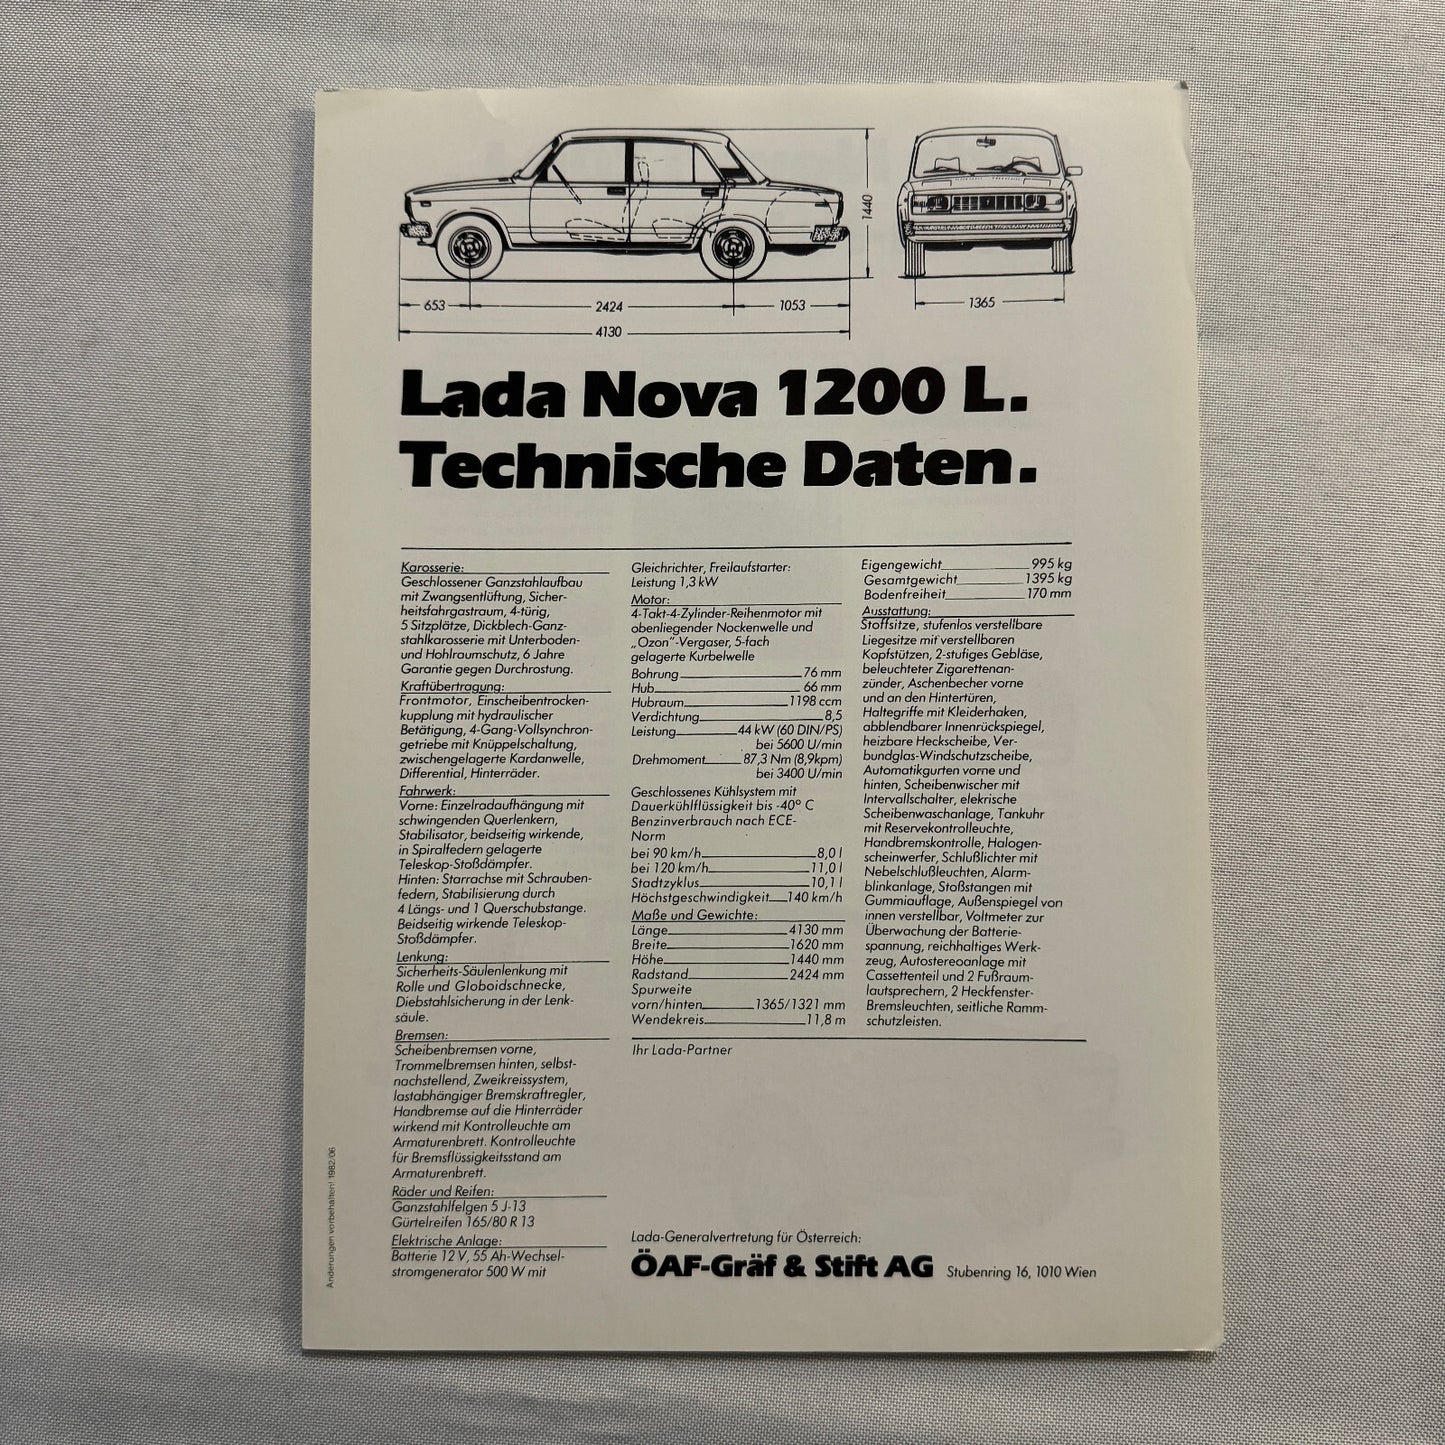 1440
653
2424
1053
4130
1365
Lada Nova 1200 L.
Technische Daten.
Karosserie:
Geschlossener Ganzstahlaufbau
mit Zwangsentlüftung, Sicher-
heitsfahrgastraum, 4-türig,
5 Sitzplätze, Dickblech-Ganz-
stahlkarosserie mit Unterboden-
und Hohlraumschutz, 6 Jahre
Garantie gegen Durchrostung.
Kraftübertragung:
Frontmotor, Einscheibentrocken-
kupplung mit hydraulischer
Betätigung, 4-Gang-Vollsynchron-
getriebe mit Knüppelschaltung,
zwischengelagerte Kardanwelle,
Differential, Hinterräder.
Fahrwerk:
Vorne: Einzelradaufhängung mit
schwingenden Querlenkern,
Stabilisator, beidseitig wirkende,
in Spiralfedern gelagerte
Teleskop-Stoßdämpfer.
Hinten: Starrachse mit Schrauben-
federn, Stabilisierung durch
4 Längs- und 1 Querschubstange.
Beidseitig wirkende Teleskop-
Stoßdämpfer.
Lenkung:
Sicherheits-Säulenlenkung mit
Rolle und Globoidschnecke,
Diebstahlsicherung in der Lenk-
säule.
Bremsen:
Scheibenbremsen vorne,
Trommelbremsen hinten, selbst-
nachstellend, Zweikreissystem,
lastabhängiger Bremskraftregler,
Handbremse auf die Hinterräder
wirkend mit Kontrolleuchte am
Armaturenbrett. Kontrolleuchte
für Bremsflüssigkeitsstand am
Armaturenbrett.
Räder und Reifen:
Ganzstahlfelgen 5 J-13
Gürtelreifen 165/80 R 13
Elektrische Anlage:
Batterie 12 V, 55 Ah-Wechsel-
stromgenerator 500 W mit
Gleichrichter, Freilaufstarter:
Leistung 1,3 kW
Motor:
4-Takt-4-Zylinder-Reihenmotor mit
obenliegender Nockenwelle und
„Ozon"-Vergaser, 5-fach
gelagerte Kurbelwelle
Bohrung 76 mm
Hub 66 mm
Hubraum 1198 ccm
Verdichtung 8,5
Leistung 44 kW (60 DIN/PS)
bei 5600 U/min
Drehmoment 87,3 Nm (8,9kpm)
bei 3400 U/min
Geschlossenes Kühlsystem mit
Dauerkühlflüssigkeit bis -40° C
Benzinverbrauch nach ECE-
Norm
bei 90 km/h 8,0 l
bei 120 km/h 11,0 l
Stadtzyklus 10,1 l
Höchstgeschwindigkeit 140 km/h
Maße und Gewichte:
Länge 4130 mm
Breite 1620 mm
Höhe 1440 mm
Radstand 2424 mm
Spurweite
vorn/hinten 1365/1321 mm
Wendekreis 11,8 m
Eigengewicht 995 kg
Gesamtgewicht 1395 kg
Bodenfreiheit 170 mm
Ausstattung:
Stoffsitze, stufenlos verstellbare
Liegesitze mit verstellbaren
Kopfstützen, 2-stufiges Gebläse,
beleuchteter Zigarettenan-
zünder, Aschenbecher vorne
und an den Hintertüren,
Haltegriffe mit Kleiderhaken,
abblendbarer Innenrückspiegel,
heizbare Heckscheibe, Ver-
bundglas-Windschutzscheibe,
Automatikgurten vorne und
hinten, Scheibenwischer mit
Intervallschalter, elekrische
Scheibenwaschanlage, Tankuhr
mit Reservekontrolleuchte,
Handbremskontrolle, Halogen-
scheinwerfer, Schlußlichter mit
Nebelschlußleuchten, Alarm-
blinkanlage, Stoßstangen mit
Gummiauflage, Außenspiegel von
innen verstellbar, Voltmeter zur
Überwachung der Batterie-
spannung, reichhaltiges Werk-
zeug, Autostereoanlage mit
Cassettenteil und 2 Fußraum-
lautsprechern, 2 Heckfenster-
Bremsleuchten, seitliche Ramm-
schutzleisten.
Ihr Lada-Partner
Lada-Generalvertretung für Österreich:
ÖAF-Gräf & Stift AG Stubenring 16, 1010 Wien
Änderungen vorbehalten! 1982/06